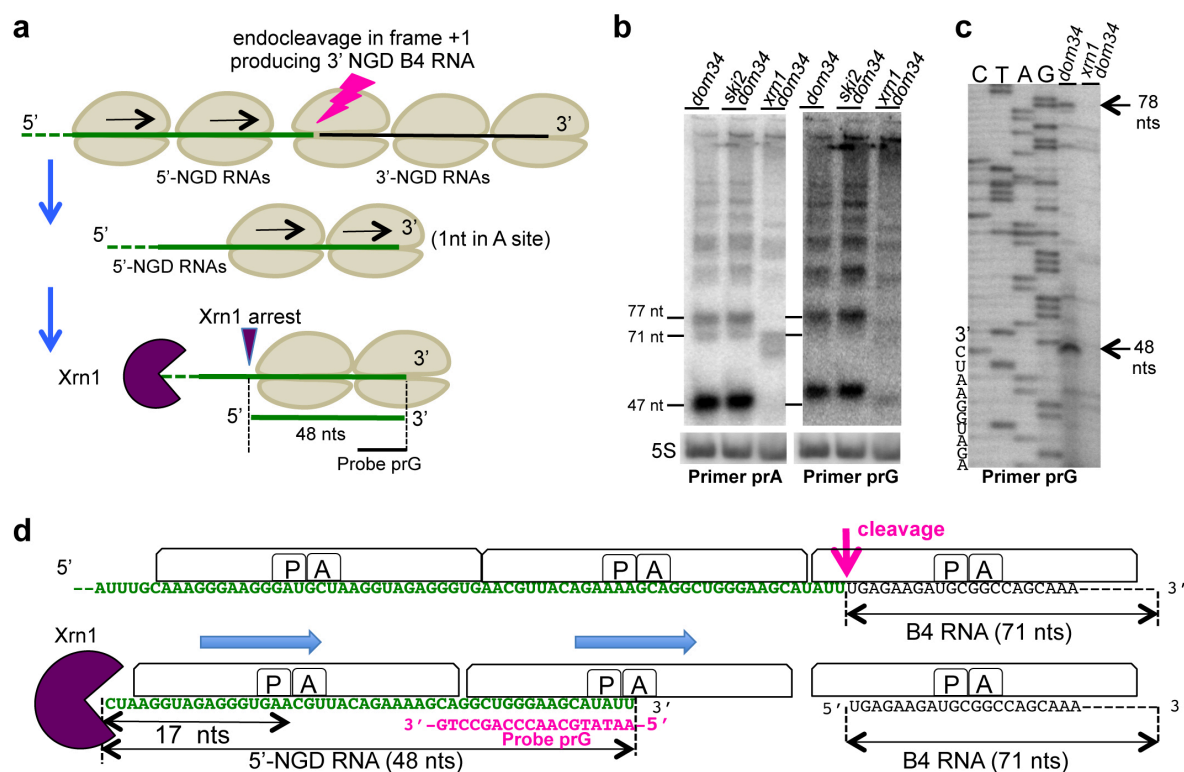 a
endocleavage in frame +1
producing 3' NGD B4 RNA
5'
3'
5'-NGD RNAs
3'-NGD RNAs
5'
3'
(1nt in A site)
5'-NGD RNAs
Xrn1 arrest
Xrn1
3'
5'
3'
48 nts
Probe prG
b
dom34
ski2 dom34
xrn1 dom34
dom34
ski2 dom34
xrn1 dom34
77 nt
71 nt
47 nt
5S
Primer prA
Primer prG
c
C T A G
dom34
xrn1 dom34
78 nts
48 nts
3'
C
U
A
A
G
G
U
A
G
A
Primer prG
d
cleavage
5'
P A
P A
P A
--AUUUGCAAAGGGAAGGGAUGCUAAGGUAGAGGGUGAACGUUACAGAAAAGCAGGCUGGGAAGCAUAUUUGAGAAGAUGCGGCCAGCAAA------ 3'
B4 RNA (71 nts)
Xrn1
P A
P A
P A
CUAAGGUAGAGGGUGAACGUUACAGAAAAGCAGGCUGGGAAGCAUAUU 3'
5' UGAGAAGAUGCGGCCAGCAAA------ 3
17 nts
3'-GTCCGACCCAACGTATAA-5'
Probe prG
5'-NGD RNA (48 nts)
B4 RNA (71 nts)